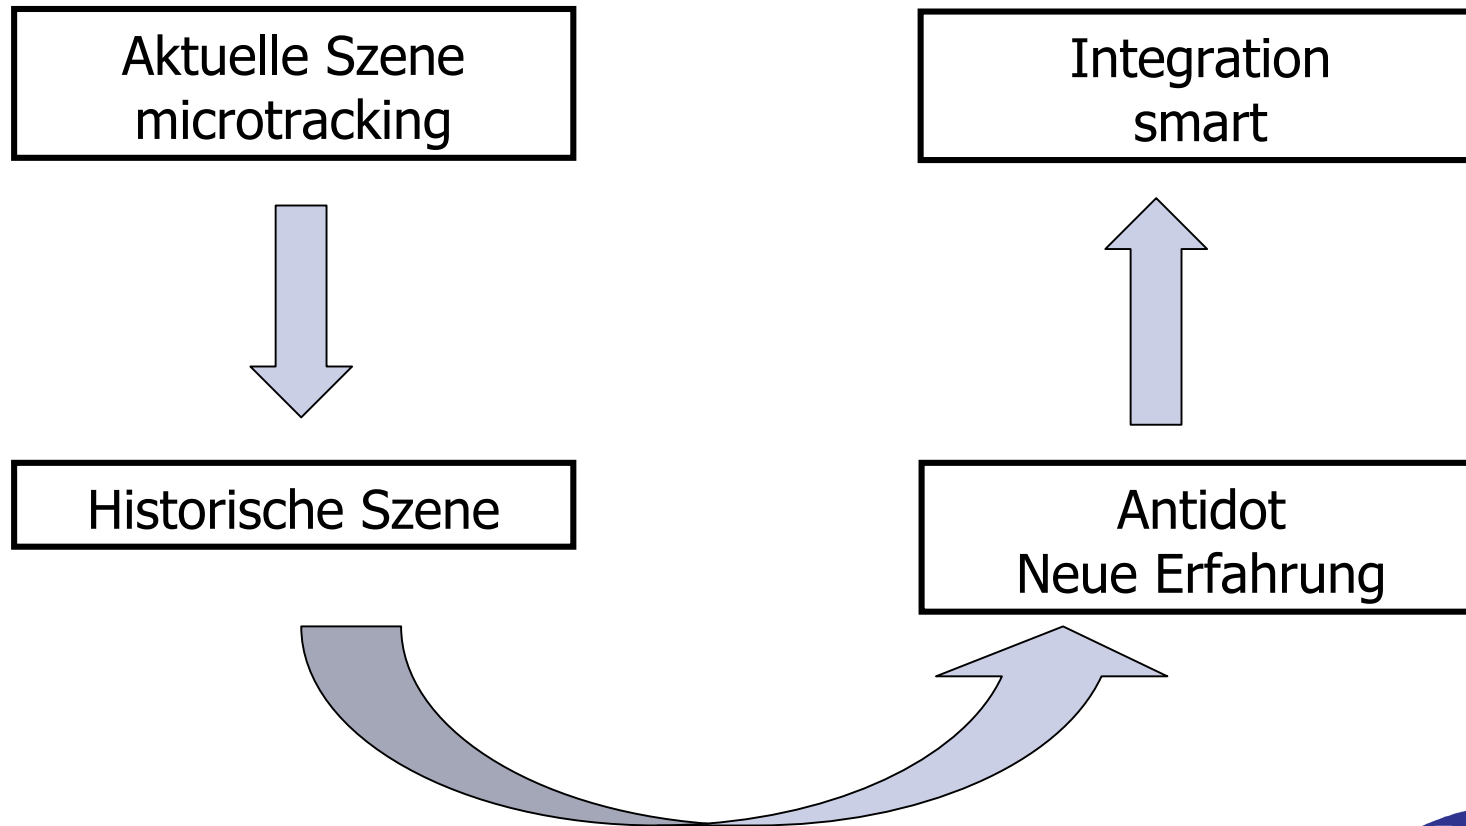 Aktuelle Szene
microtracking
Historische Szene
Antidot
Neue Erfahrung
Integration
smart